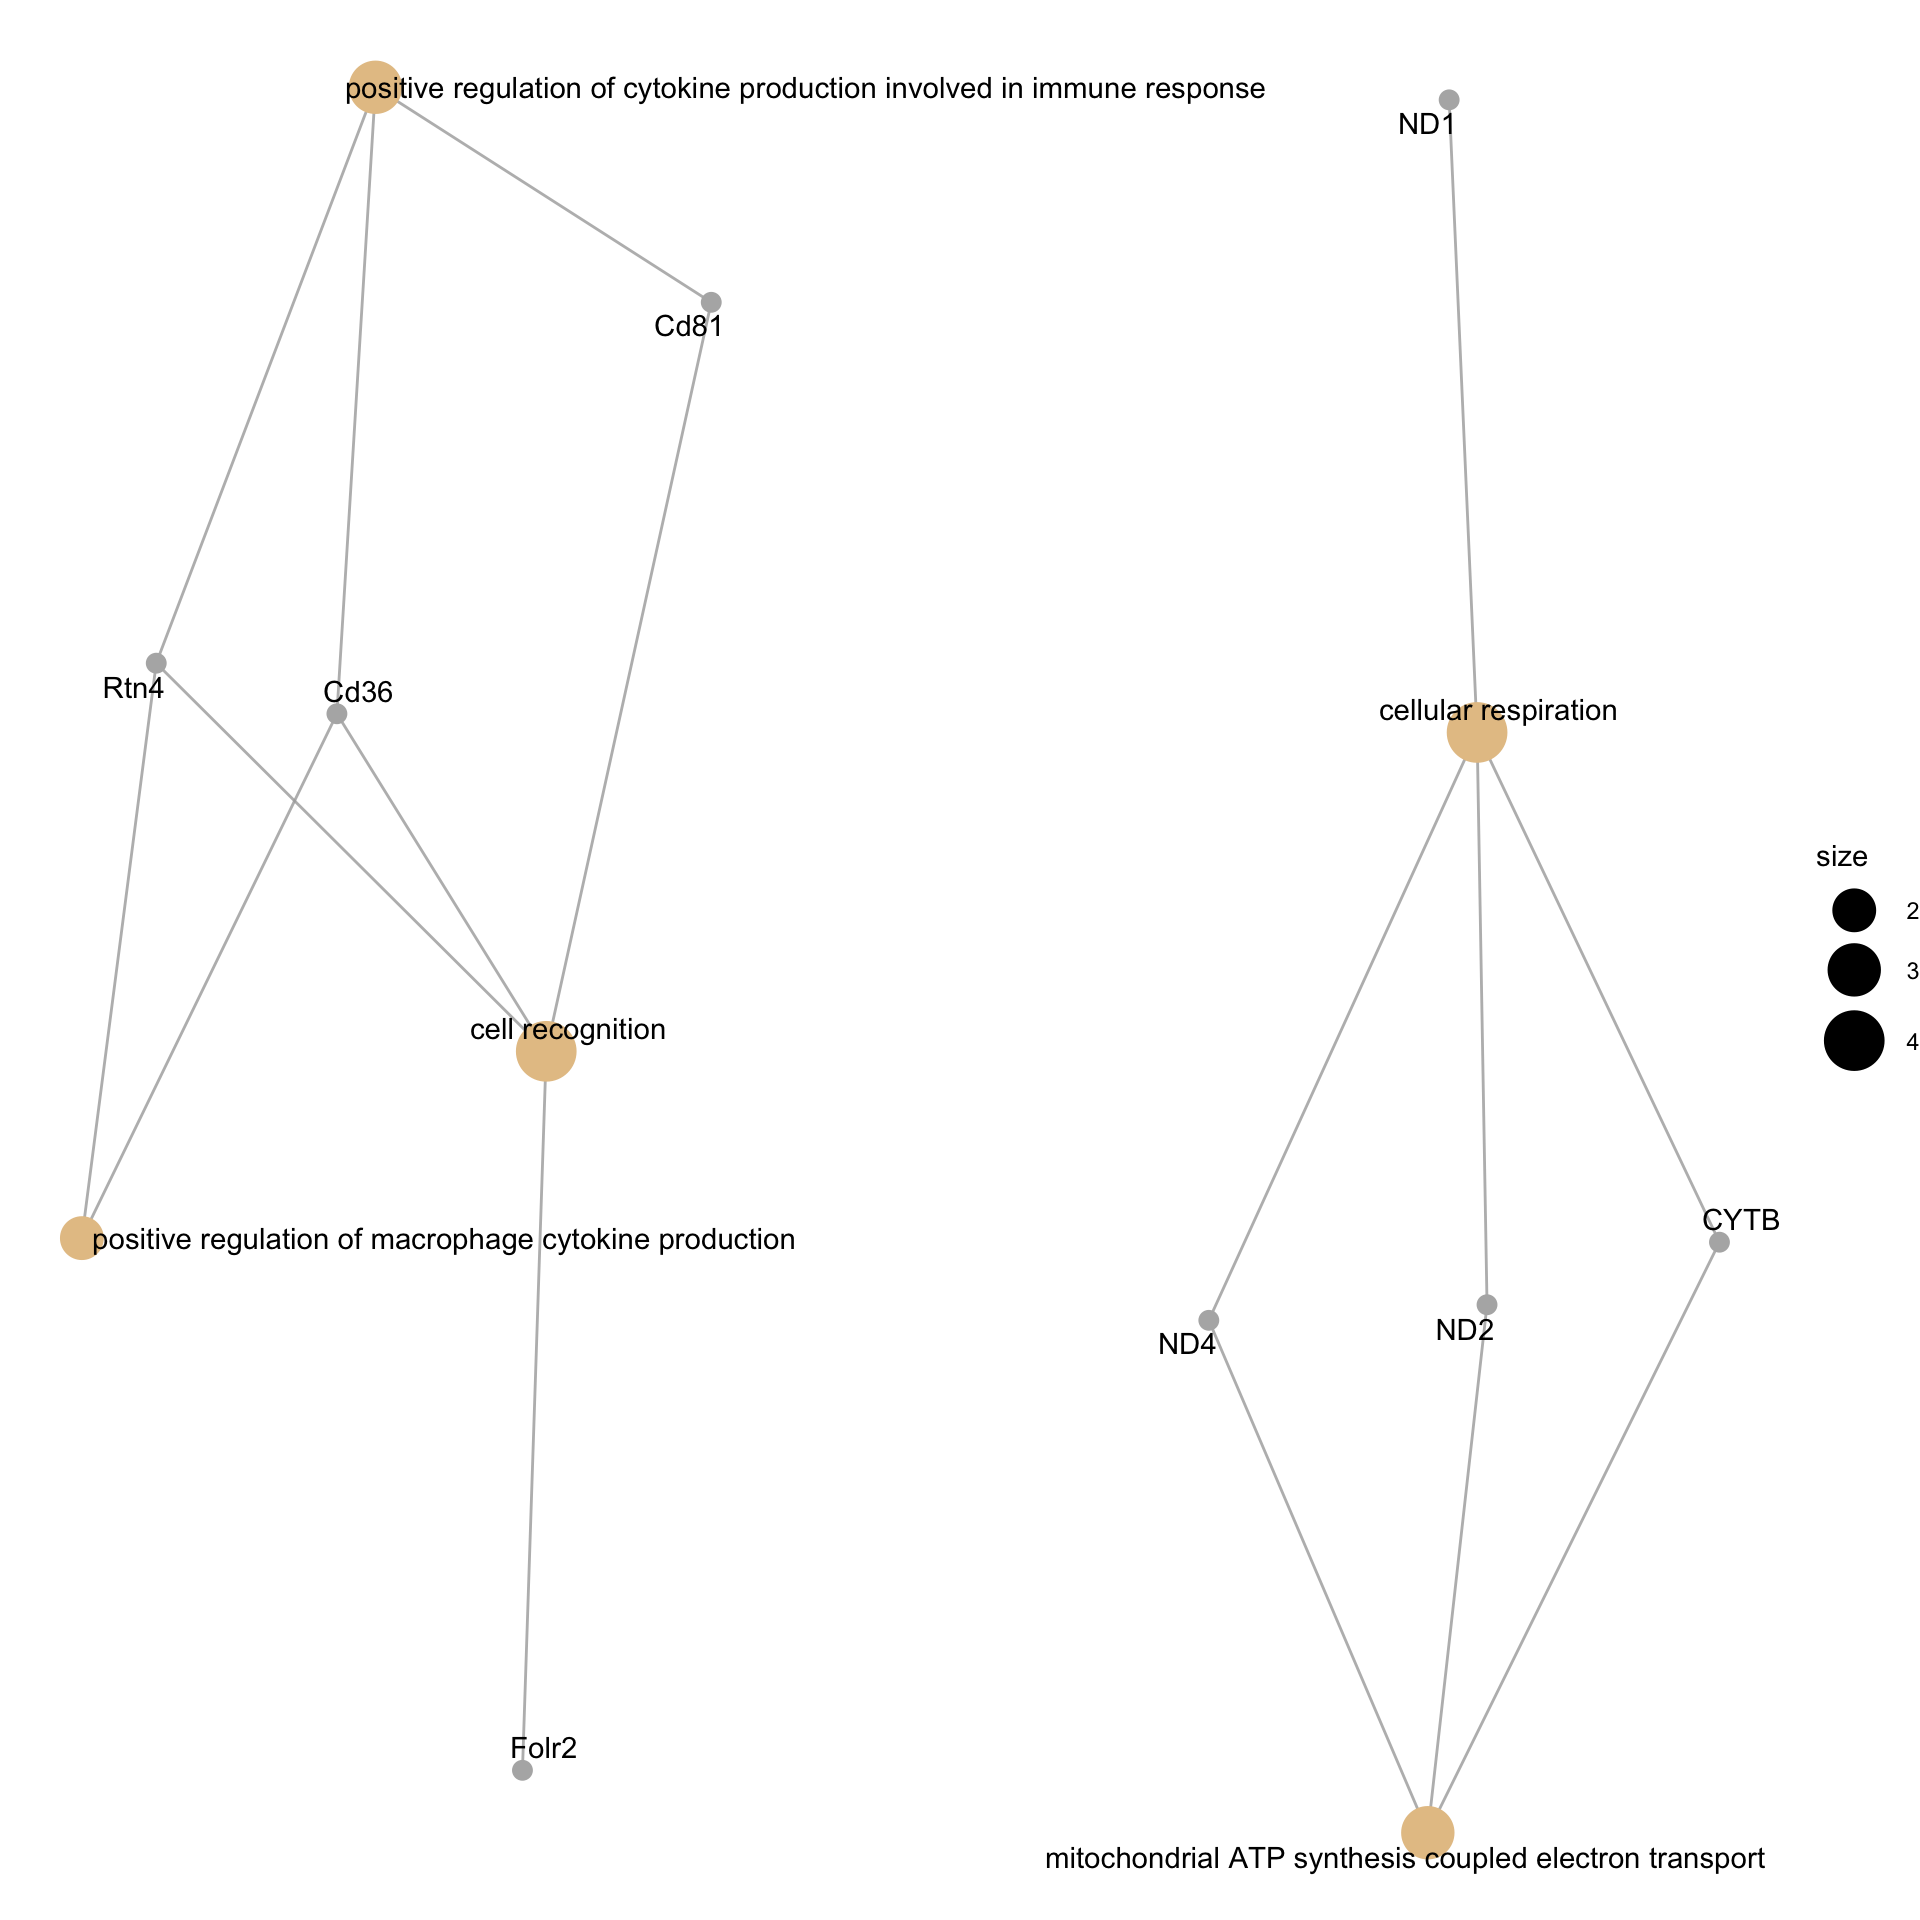 positive regulation of cytokine production involved in immune response
ND1
Cd81
Rtn4
Cd36
cellular respiration
size
2
3
4
cell recognition
CYTB
positive regulation of macrophage cytokine production
ND2
ND4
Folr2
mitochondrial ATP synthesis coupled electron transport